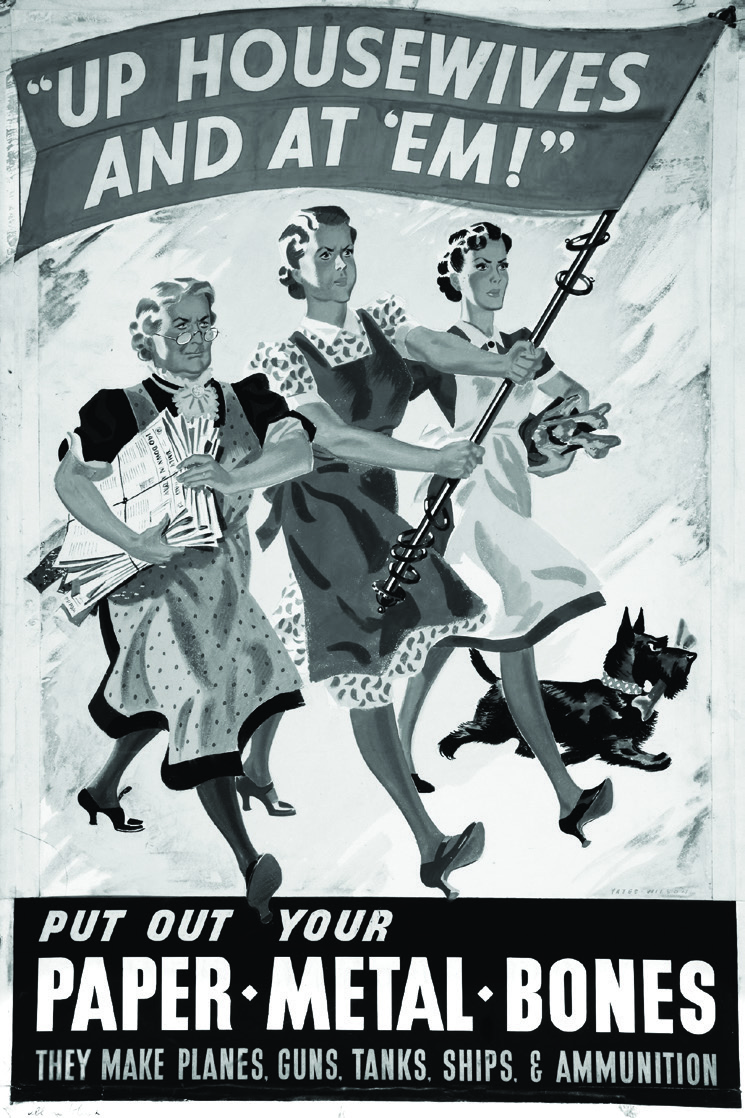 “UP HOUSEWIVES
AND AT ‘EM!”
PUT OUT YOUR
PAPER·METAL·BONES
THEY MAKE PLANES, GUNS, TANKS, SHIPS, & AMMUNITION